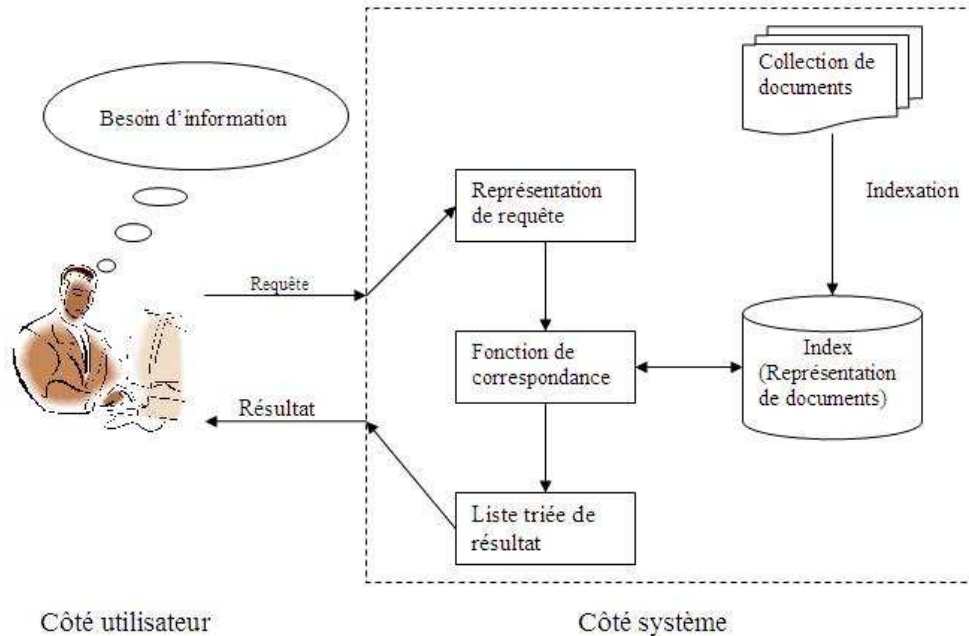 Collection de
documents
Besoin d'information
Représentation
de requête
Indexation
Requête
Fonction de
correspondance
Index
(Représentation
de documents)
Résultat
Liste triée de
résultat
Côté utilisateur
Côté système